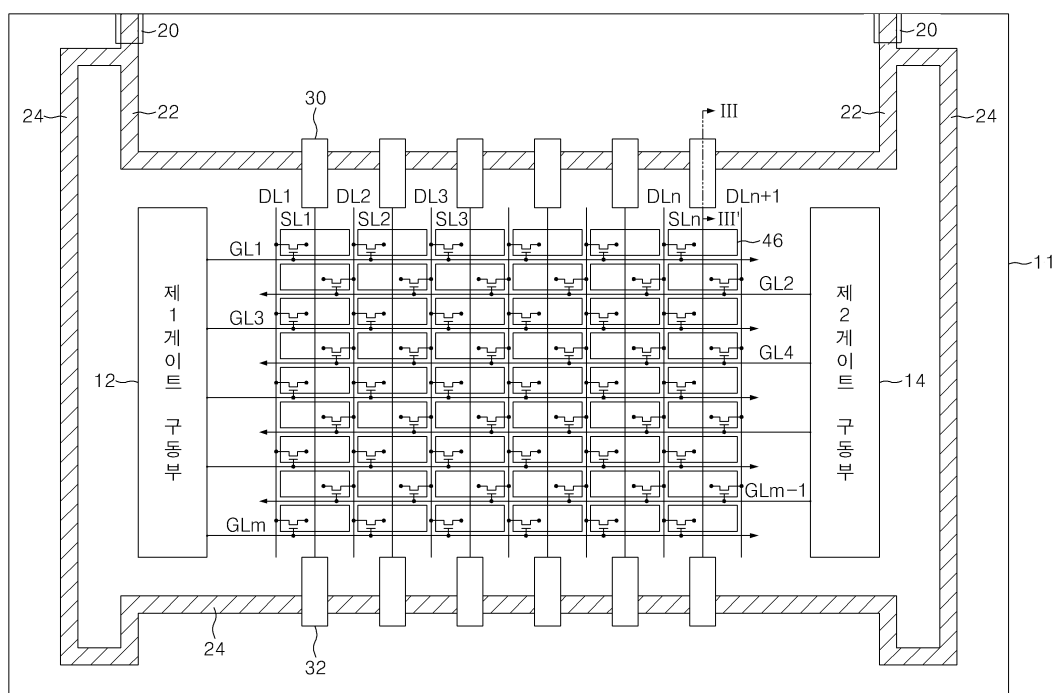 20
20
24
22
30
III
22
24
DL1
DL2
DL3
DLn
DLn+1
SL1
SL2
SL3
SLn
III'
GL1
46
GL2
11
GL3
GL4
제1게이트 구동부
제2게이트 구동부
12
14
GLm-1
GLm
24
32